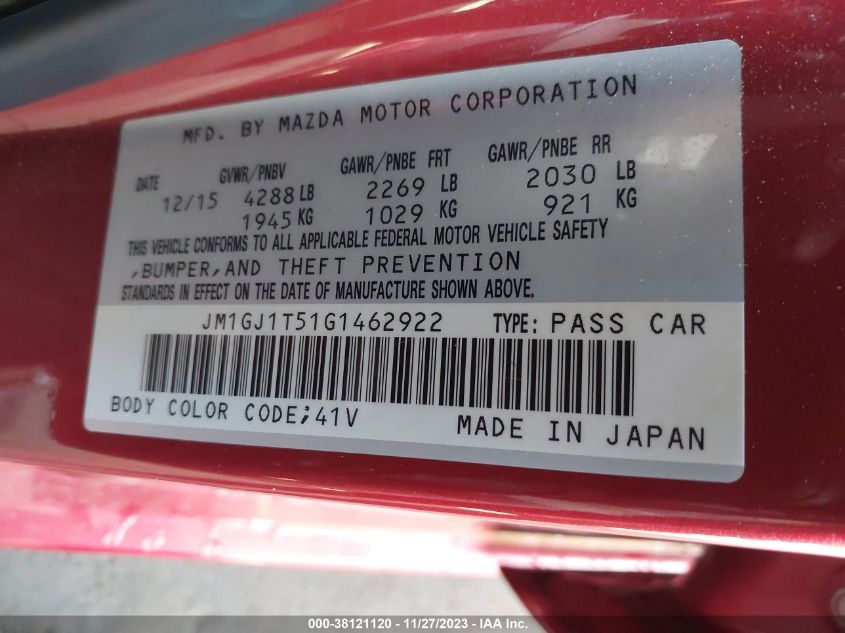 MFD. BY MAZDA MOTOR CORPORATION
DATE GVWR/PNBV GAWR/PNBE FRT GAWR/PNBE RR
12/15 4288 LB 2269 LB 2030 LB
1945 KG 1029 KG 921 KG
THIS VEHICLE CONFORMS TO ALL APPLICABLE FEDERAL MOTOR VEHICLE SAFETY
,BUMPER,AND THEFT PREVENTION
STANDARDS IN EFFECT ON THE DATE OF MANUFACTURE SHOWN ABOVE.
JM1GJ1T51G1462922 TYPE: PASS CAR
BODY COLOR CODE;41V MADE IN JAPAN
000-38121120 - 11/27/2023 - IAA Inc.